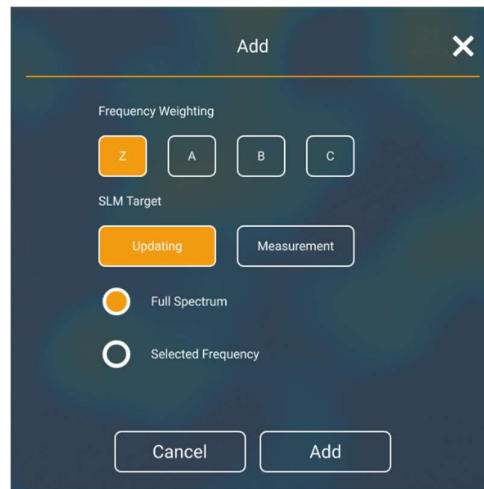 Add
Frequency Weighting
Z A B C
SLM Target
Updating Measurement
Full Spectrum
Selected Frequency
Cancel Add